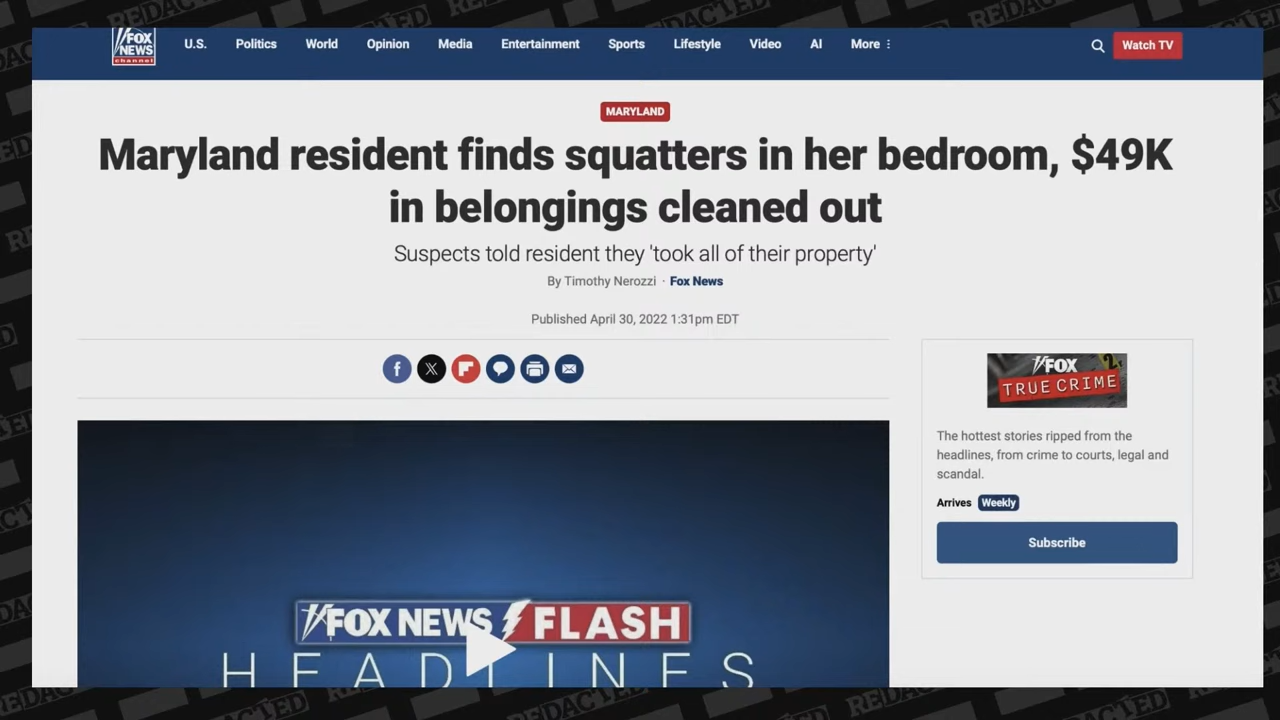 REDACTED
FOX
NEWS
channel
U.S. Politics World Opinion Media Entertainment Sports Lifestyle Video AI More Watch TV
MARYLAND
Maryland resident finds squatters in her bedroom, $49K
in belongings cleaned out
Suspects told resident they 'took all of their property'
By Timothy Nerozzi · Fox News
Published April 30, 2022 1:31pm EDT
FOX
TRUE CRIME
The hottest stories ripped from the
headlines, from crime to courts, legal and
scandal.
Arrives Weekly
Subscribe
FOX NEWS FLASH
HEADLINES
REDACTED